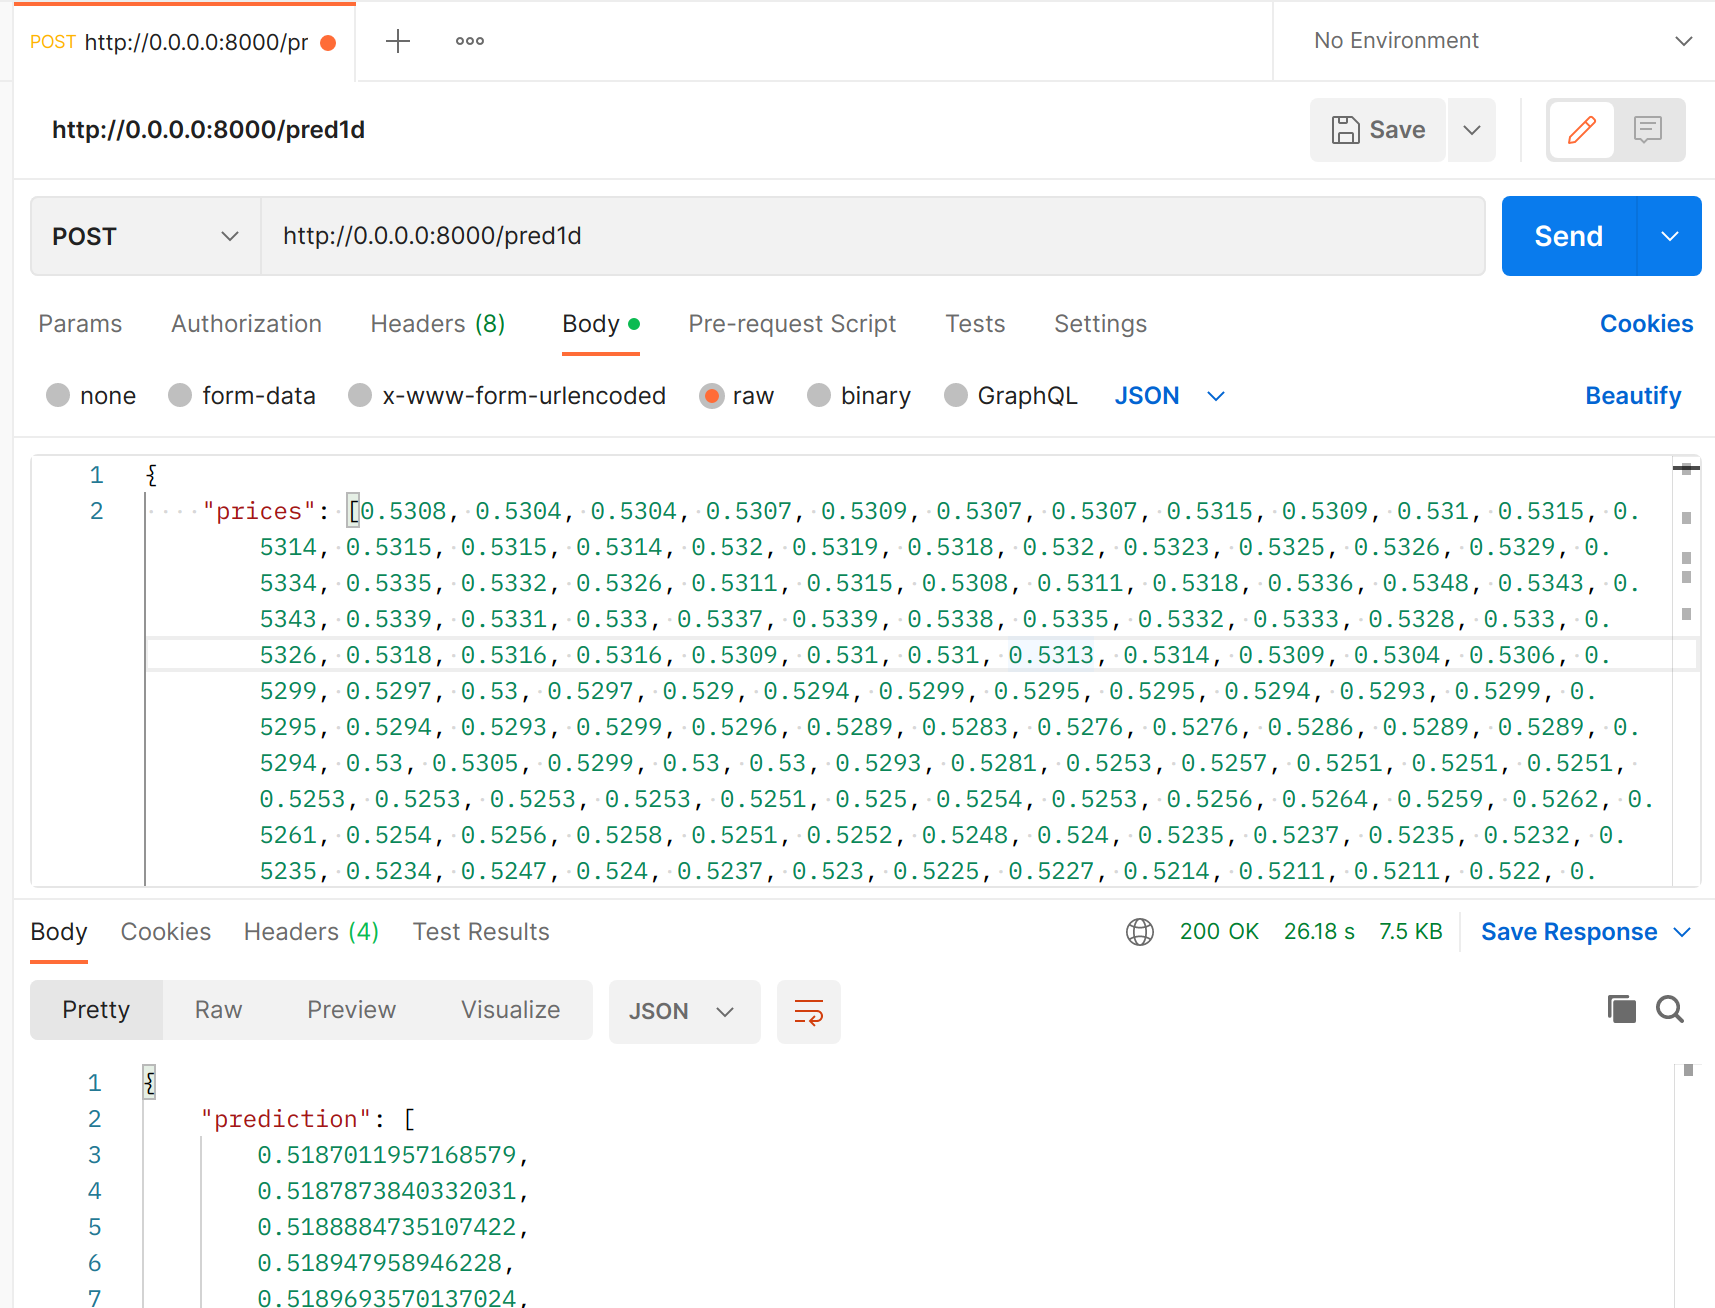 POST http://0.0.0.0:8000/pr
No Environment
http://0.0.0.0:8000/pred1d
Save
POST
http://0.0.0.0:8000/pred1d
Send
Params Authorization Headers (8) Body Pre-request Script Tests Settings Cookies
none form-data x-www-form-urlencoded raw binary GraphQL JSON Beautify
1 {
2 "prices": [0.5308, 0.5304, 0.5304, 0.5307, 0.5309, 0.5307, 0.5307, 0.5315, 0.5309, 0.531, 0.5315, 0.
5314, 0.5315, 0.5315, 0.5314, 0.532, 0.5319, 0.5318, 0.532, 0.5323, 0.5325, 0.5326, 0.5329, 0.
5334, 0.5335, 0.5332, 0.5326, 0.5311, 0.5315, 0.5308, 0.5311, 0.5318, 0.5336, 0.5348, 0.5343, 0.
5343, 0.5339, 0.5331, 0.533, 0.5337, 0.5339, 0.5338, 0.5335, 0.5332, 0.5333, 0.5328, 0.533, 0.
5326, 0.5318, 0.5316, 0.5316, 0.5309, 0.531, 0.531, 0.5313, 0.5314, 0.5309, 0.5304, 0.5306, 0.
5299, 0.5297, 0.53, 0.5297, 0.529, 0.5294, 0.5299, 0.5295, 0.5295, 0.5294, 0.5293, 0.5299, 0.
5295, 0.5294, 0.5293, 0.5299, 0.5296, 0.5289, 0.5283, 0.5276, 0.5276, 0.5286, 0.5289, 0.5289, 0.
5294, 0.53, 0.5305, 0.5299, 0.53, 0.53, 0.5293, 0.5281, 0.5253, 0.5257, 0.5251, 0.5251, 0.5251,
0.5253, 0.5253, 0.5253, 0.5253, 0.5251, 0.525, 0.5254, 0.5253, 0.5256, 0.5264, 0.5259, 0.5262, 0.
5261, 0.5254, 0.5256, 0.5258, 0.5251, 0.5252, 0.5248, 0.524, 0.5235, 0.5237, 0.5235, 0.5232, 0.
5235, 0.5234, 0.5247, 0.524, 0.5237, 0.523, 0.5225, 0.5227, 0.5214, 0.5211, 0.5211, 0.522, 0.
Body Cookies Headers (4) Test Results 200 OK 26.18 s 7.5 KB Save Response
Pretty Raw Preview Visualize JSON
1 {
2 "prediction": [
3 0.5187011957168579,
4 0.5187873840332031,
5 0.5188884735107422,
6 0.518947958946228,
7 0.5189693570137024,